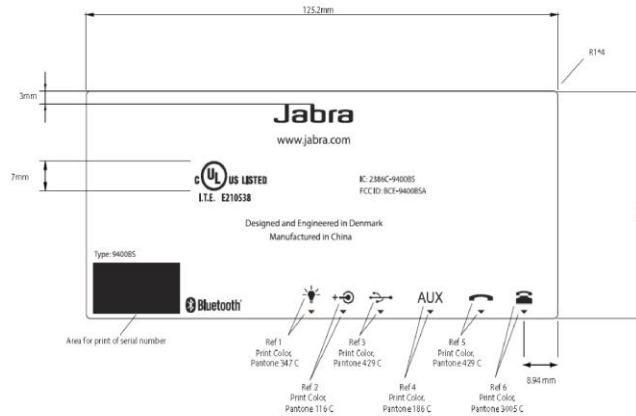 125.2mm
R1*4
3mm
Jabra
www.jabra.com
7mm
C UL US LISTED
I.T.E. E210538
IC: 2386C-9400BS
FCC ID: BCE-9400BSA
Designed and Engineered in Denmark
Manufactured in China
Type: 9400BS
Bluetooth
AUX
Area for print of serial number
Ref 1
Print Color,
Pantone 347 C
Ref 3
Print Color,
Pantone 429 C
Ref 5
Print Color,
Pantone 429 C
8.94 mm
Ref 2
Print Color,
Pantone 116 C
Ref 4
Print Color,
Pantone 186 C
Ref 6
Print Color,
Pantone 3005 C